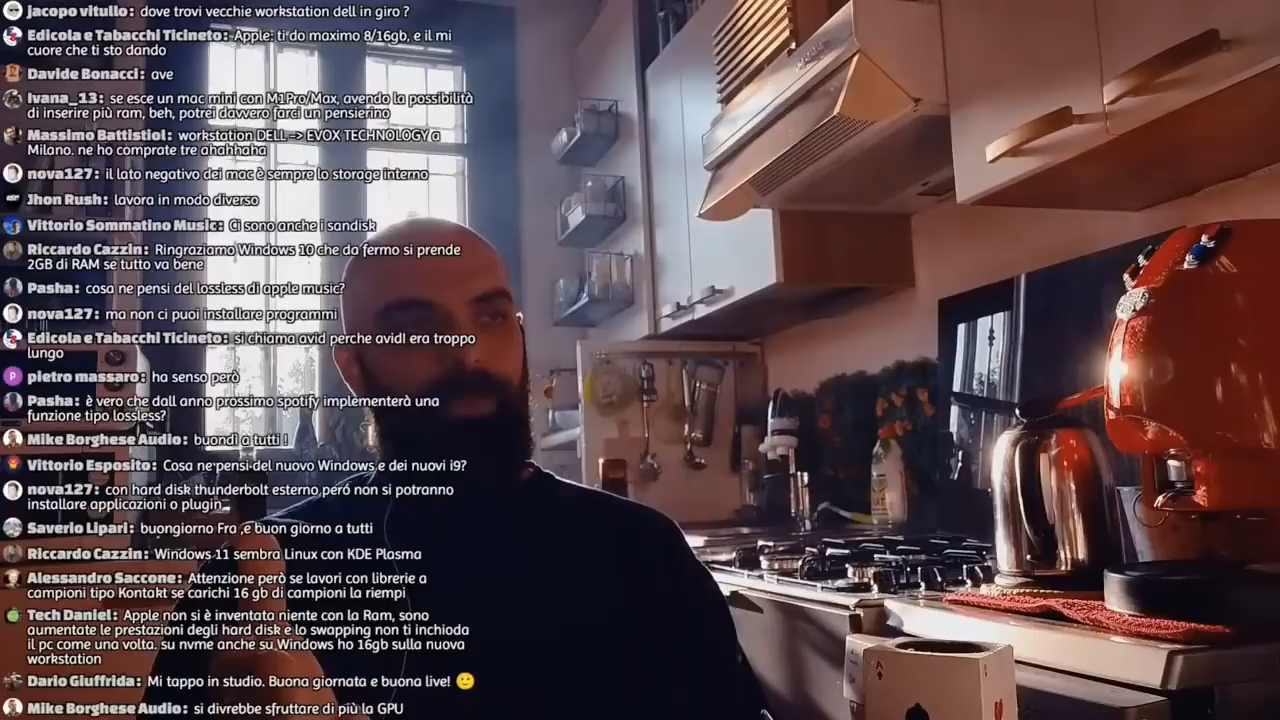 jacopo vitullo: dove trovi vecchie workstation dell in giro ?
Edicola e Tabacchi Ticineto: Apple: ti do maximo 8/16gb, e il mi
cuore che ti sto dando
Davide Bonacci: ave
Ivana_13: se esce un mac mini con M1Pro/Max, avendo la possibilità
di inserire più ram, beh, potrei davvero farci un pensierino
Massimo Battistiol: workstation DELL -> EVOX TECHNOLOGY a
Milano. ne ho comprate tre ahahhaha
nova127: il lato negativo dei mac è sempre lo storage interno
Jhon Rush: lavora in modo diverso
Vittorio Sommatino Music: Ci sono anche i sandisk
Riccardo Cazzin: Ringraziamo Windows 10 che da fermo si prende
2GB di RAM se tutto va bene
Pasha: cosa ne pensi del lossless di apple music?
nova127: ma non ci puoi installare programmi
Edicola e Tabacchi Ticineto: si chiama avid perche avidl era troppo
lungo
P
pietro massaro: ha senso però
Pasha: è vero che dall anno prossimo spotify implementerà una
funzione tipo lossless?
Mike Borghese Audio: buondì a tutti !
Vittorio Esposito: Cosa ne pensi del nuovo Windows e dei nuovi i9?
nova127: con hard disk thunderbolt esterno peró non si potranno
installare applicazioni o plugin
Saverio Lipari: buongiorno Fra ,e buon giorno a tutti
Riccardo Cazzin: Windows 11 sembra Linux con KDE Plasma
Alessandro Saccone: Attenzione però se lavori con librerie a
campioni tipo Kontakt se carichi 16 gb di campioni la riempi
Tech Daniel: Apple non si è inventata niente con la Ram, sono
aumentate le prestazioni degli hard disk e lo swapping non ti inchioda
il pc come una volta. su nvme anche su Windows ho 16gb sulla nuova
workstation
Dario Giuffrida: Mi tappo in studio. Buona giornata e buona live! 🙂
Mike Borghese Audio: si divrebbe sfruttare di più la GPU
A